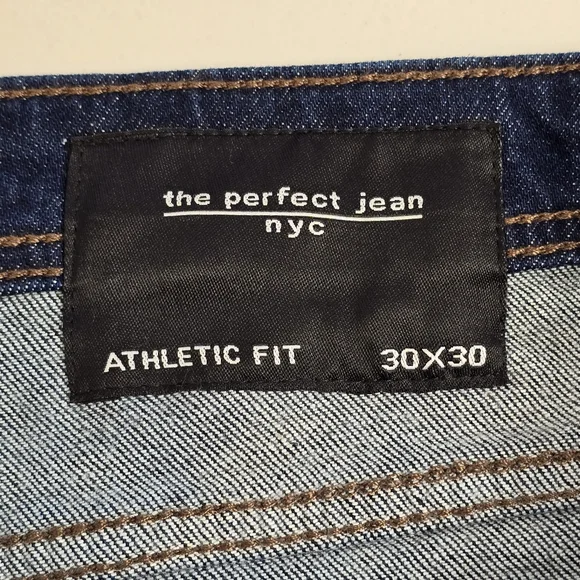 the perfect jean
nyc
ATHLETIC FIT 30X30